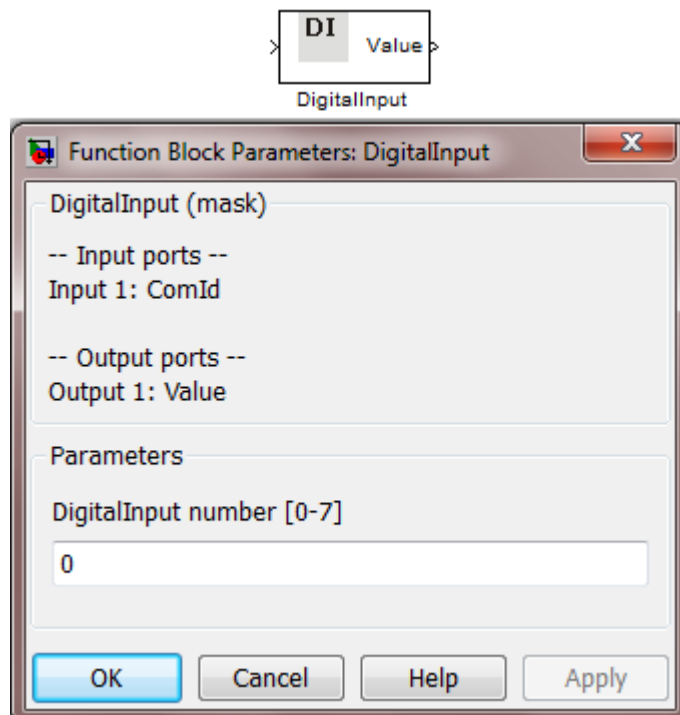 DI
Value
DigitalInput
Function Block Parameters: DigitalInput
DigitalInput (mask)
-- Input ports --
Input 1: ComId
-- Output ports --
Output 1: Value
Parameters
DigitalInput number [0-7]
0
OK Cancel Help Apply